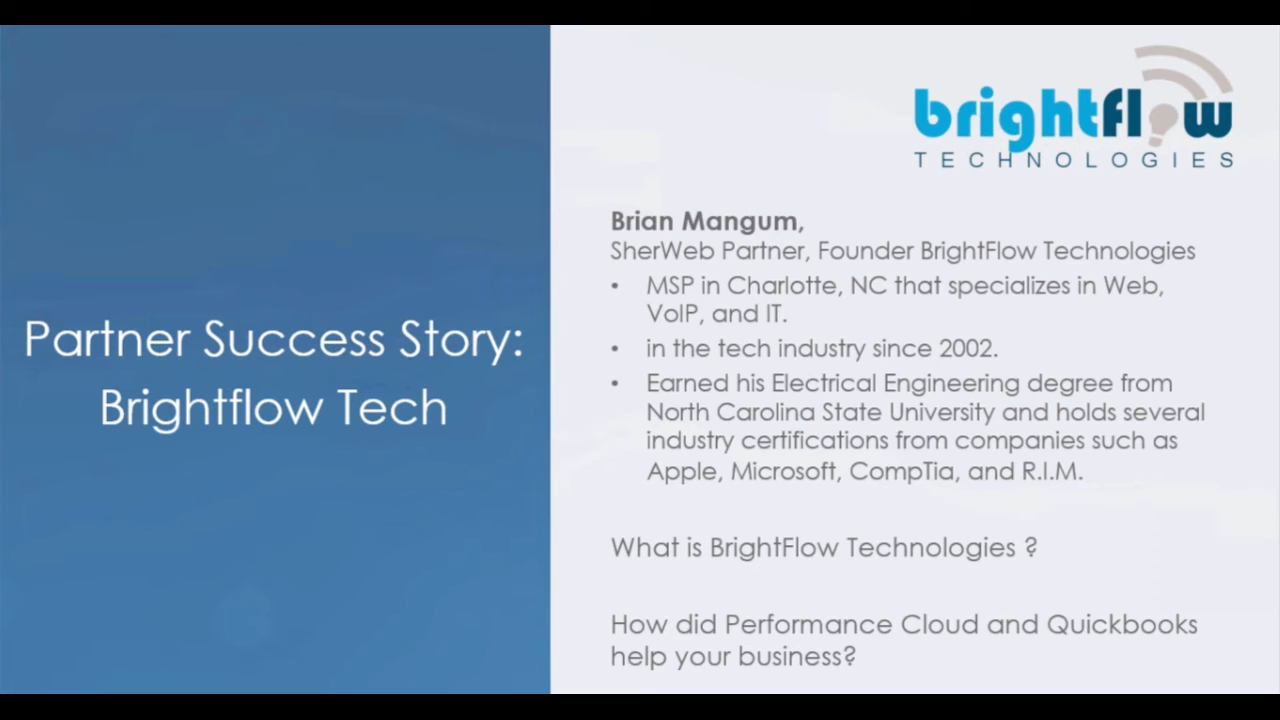 Partner Success Story:
Brightflow Tech
brightflow
TECHNOLOGIES
Brian Mangum,
SherWeb Partner, Founder BrightFlow Technologies
• MSP in Charlotte, NC that specializes in Web,
VoIP, and IT.
• in the tech industry since 2002.
• Earned his Electrical Engineering degree from
North Carolina State University and holds several
industry certifications from companies such as
Apple, Microsoft, CompTia, and R.I.M.
What is BrightFlow Technologies ?
How did Performance Cloud and Quickbooks
help your business?